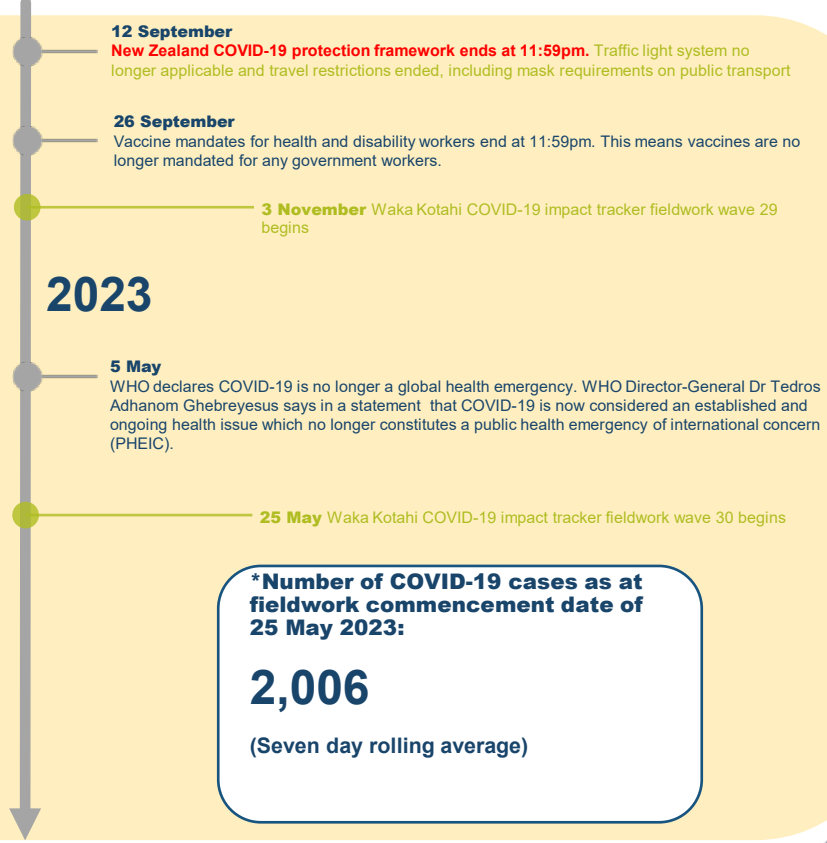 12 September
New Zealand COVID-19 protection framework ends at 11:59pm. Traffic light system no
longer applicable and travel restrictions ended, including mask requirements on public transport
26 September
Vaccine mandates for health and disability workers end at 11:59pm. This means vaccines are no
longer mandated for any government workers.
3 November Waka Kotahi COVID-19 impact tracker fieldwork wave 29
begins
2023
5 May
WHO declares COVID-19 is no longer a global health emergency. WHO Director-General Dr Tedros
Adhanom Ghebreyesus says in a statement that COVID-19 is now considered an established and
ongoing health issue which no longer constitutes a public health emergency of international concern
(PHEIC).
25 May Waka Kotahi COVID-19 impact tracker fieldwork wave 30 begins
*Number of COVID-19 cases as at
fieldwork commencement date of
25 May 2023:
2,006
(Seven day rolling average)